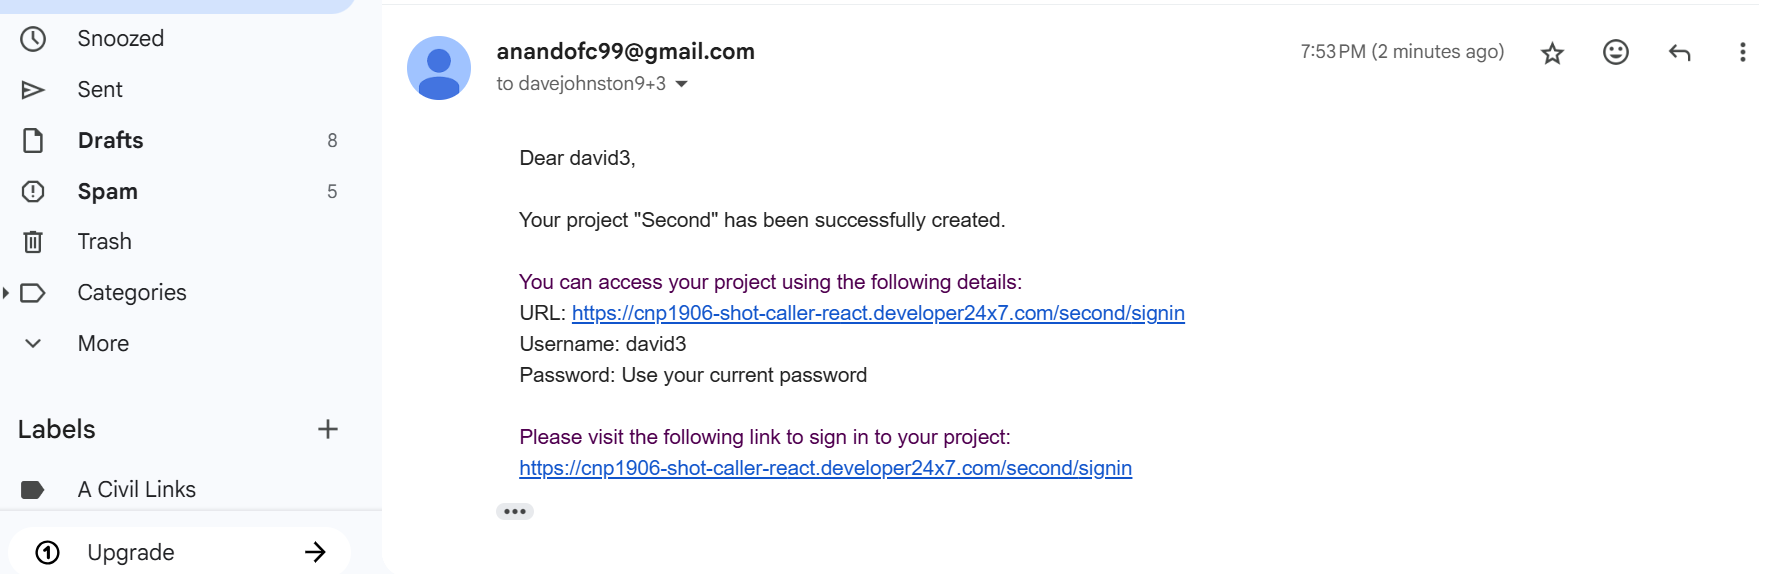 Snoozed
Sent
Drafts 8
Spam 5
Trash
Categories
More
Labels
A Civil Links
Upgrade
anandofc99@gmail.com
7:53 PM (2 minutes ago)
to davejohnston9+3
Dear david3,
Your project "Second" has been successfully created.
You can access your project using the following details:
URL: https://cnp1906-shot-caller-react.developer24x7.com/second/signin
Username: david3
Password: Use your current password
Please visit the following link to sign in to your project:
https://cnp1906-shot-caller-react.developer24x7.com/second/signin